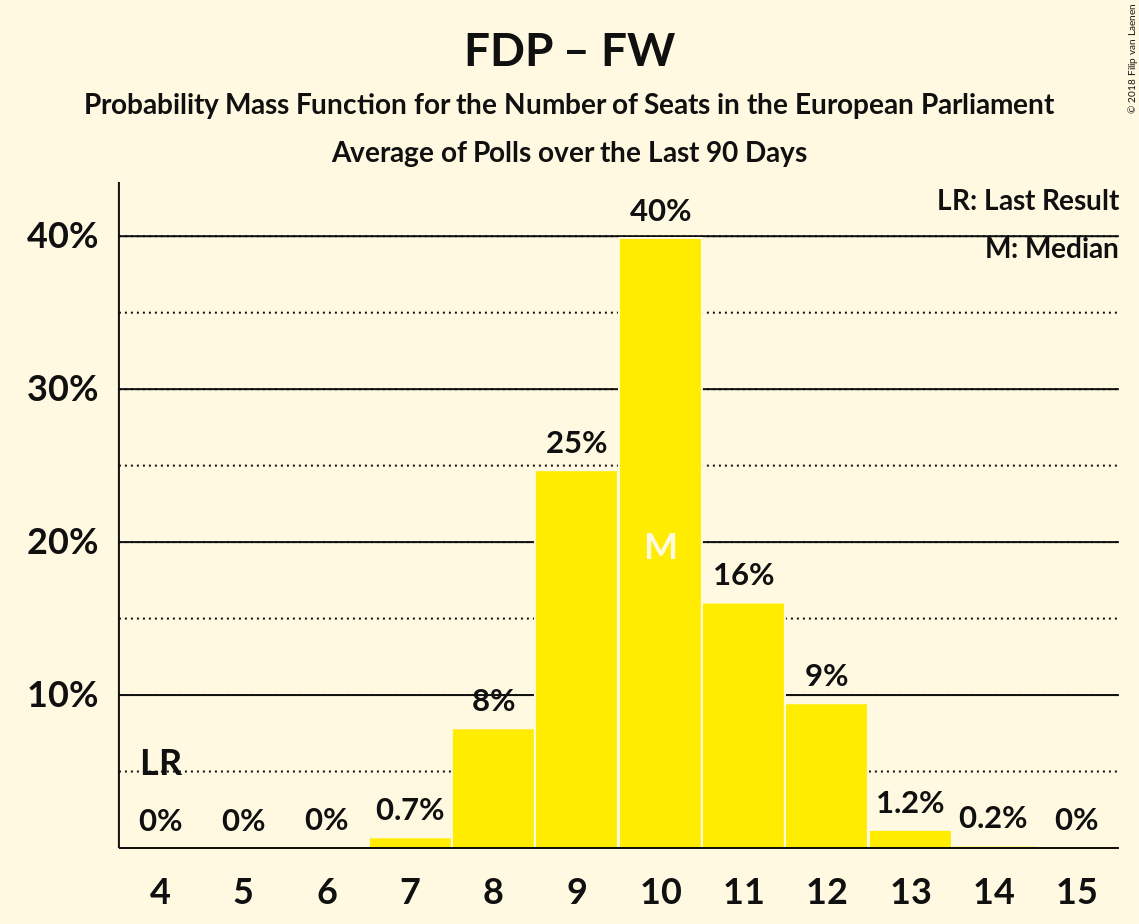 FDP – FW
Probability Mass Function for the Number of Seats in the European Parliament
Average of Polls over the Last 90 Days
© 2018 Filip van Laenen
LR: Last Result
M: Median
40%
30%
20%
10%
LR
0%
0%
0%
0.7%
8%
25%
40%
M
16%
9%
1.2%
0.2%
0%
4 5 6 7 8 9 10 11 12 13 14 15